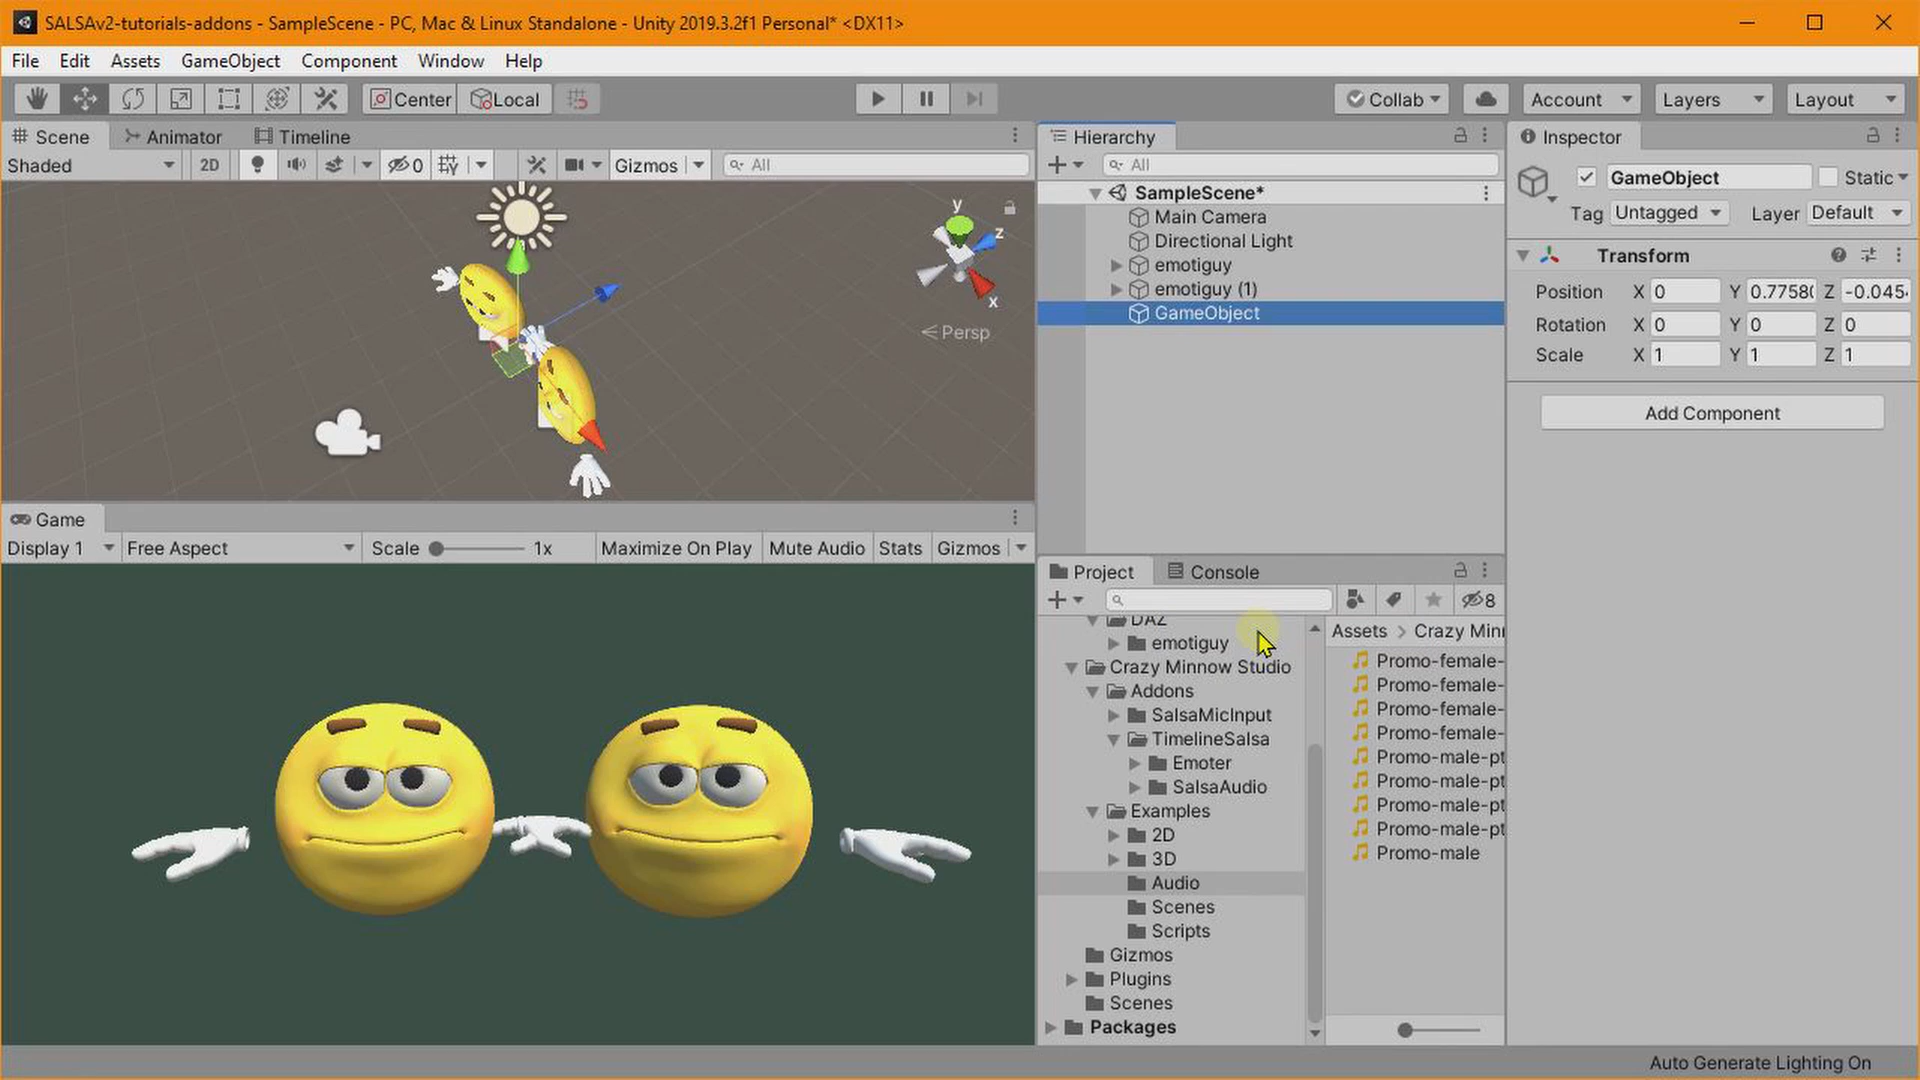 SALSAv2-tutorials-addons - SampleScene - PC, Mac & Linux Standalone - Unity 2019.3.2f1 Personal* <DX11>
File Edit Assets GameObject Component Window Help
Center Local Collab Account Layers Layout
Scene Animator Timeline
Shaded 2D 0 Gizmos All
y
z
x
Persp
Game
Display 1 Free Aspect Scale 1x Maximize On Play Mute Audio Stats Gizmos
Hierarchy
All
SampleScene*
Main Camera
Directional Light
emotiguy
emotiguy (1)
GameObject
Project Console
8
DAZ
emotiguy
Crazy Minnow Studio
Addons
SalsaMicInput
TimelineSalsa
Emoter
SalsaAudio
Examples
2D
3D
Audio
Scenes
Scripts
Gizmos
Plugins
Scenes
Packages
Assets > Crazy Minn
Promo-female-
Promo-female-
Promo-female-
Promo-female-
Promo-male-pt
Promo-male-pt
Promo-male-pt
Promo-male-pt
Promo-male
Inspector
GameObject Static
Tag Untagged Layer Default
Transform
Position X 0 Y 0.7758 Z -0.045
Rotation X 0 Y 0 Z 0
Scale X 1 Y 1 Z 1
Add Component
Auto Generate Lighting On